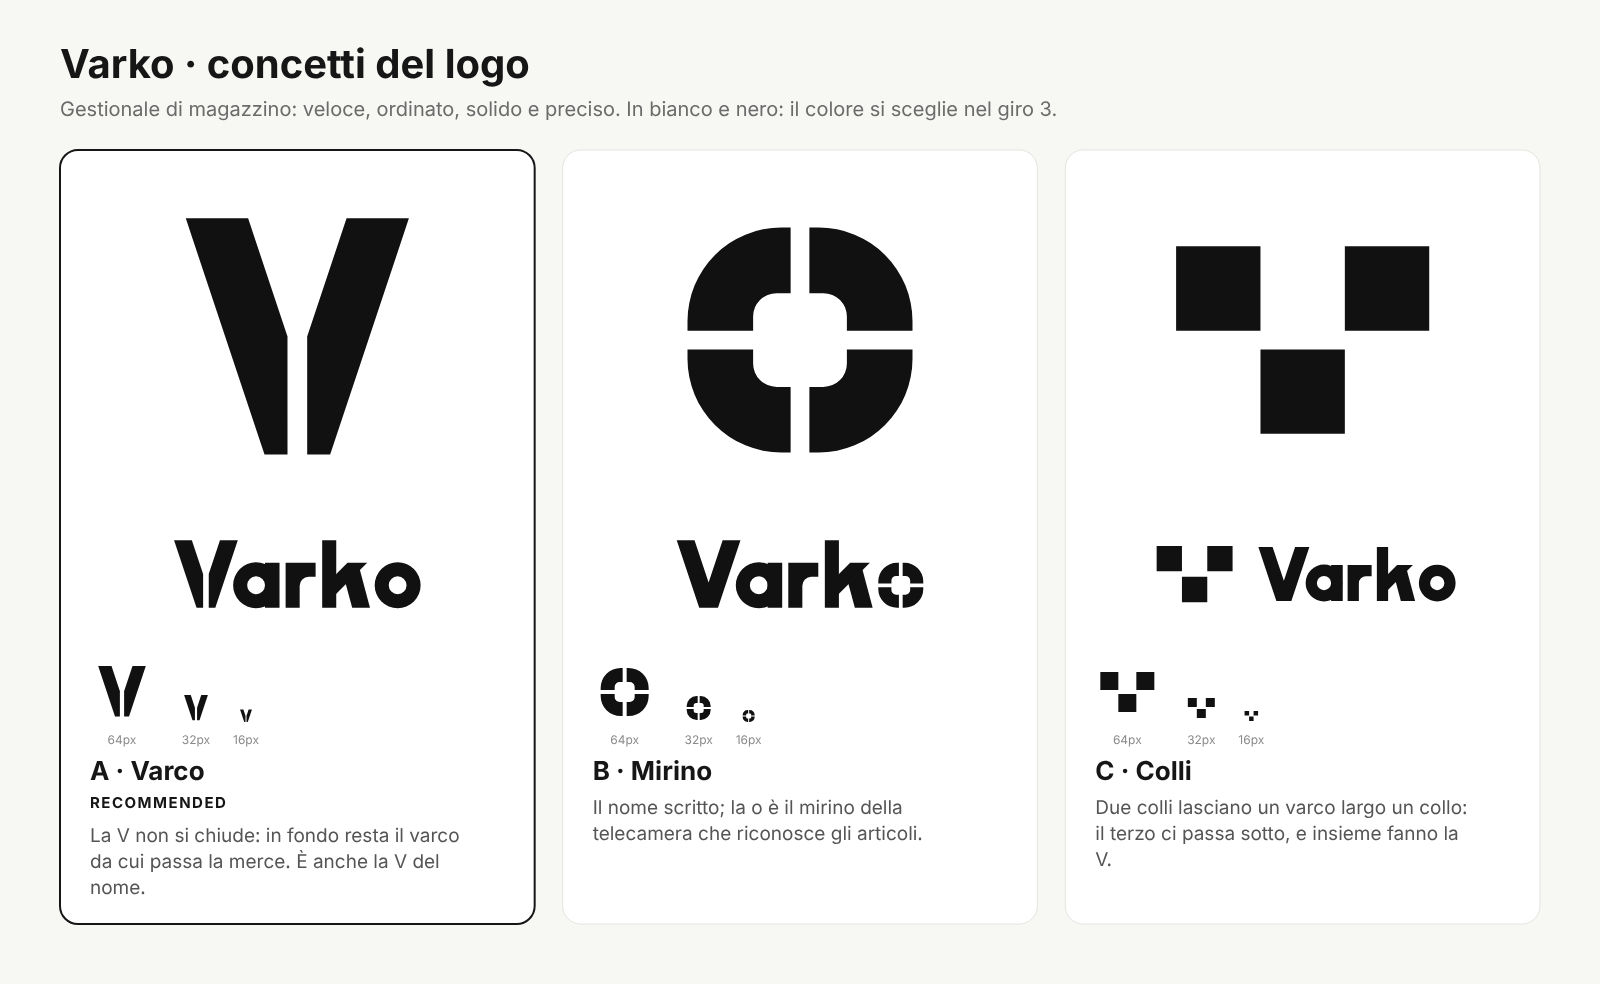 Varko · concetti del logo
Gestionale di magazzino: veloce, ordinato, solido e preciso. In bianco e nero: il colore si sceglie nel giro 3.
Varko
64px 32px 16px
A · Varco
RECOMMENDED
La V non si chiude: in fondo resta il varco
da cui passa la merce. È anche la V del
nome.
Varko
64px 32px 16px
B · Mirino
Il nome scritto; la o è il mirino della
telecamera che riconosce gli articoli.
Varko
64px 32px 16px
C · Colli
Due colli lasciano un varco largo un collo:
il terzo ci passa sotto, e insieme fanno la
V.